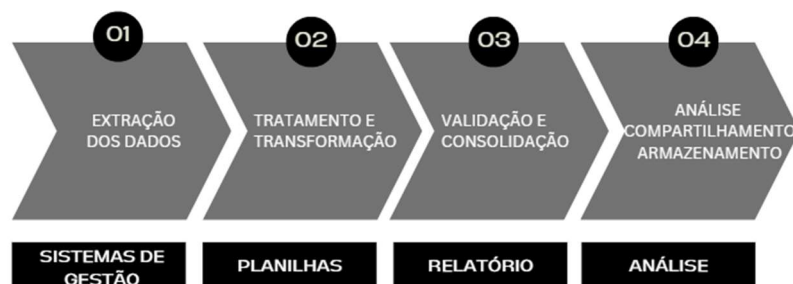 01
02
03
04
EXTRAÇÃO
DOS DADOS
TRATAMENTO E
TRANSFORMAÇÃO
VALIDAÇÃO E
CONSOLIDAÇÃO
ANÁLISE
COMPARTILHAMENTO
ARMAZENAMENTO
SISTEMAS DE
GESTÃO
PLANILHAS
RELATÓRIO
ANÁLISE